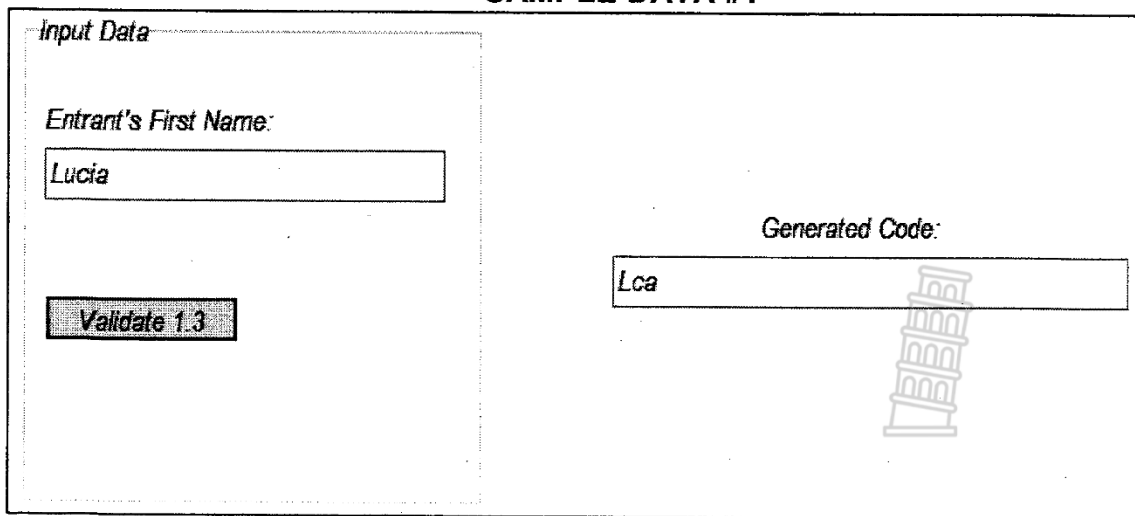 Input Data
Entrant's First Name:
Lucia
Generated Code:
Lca
Validate 1.3